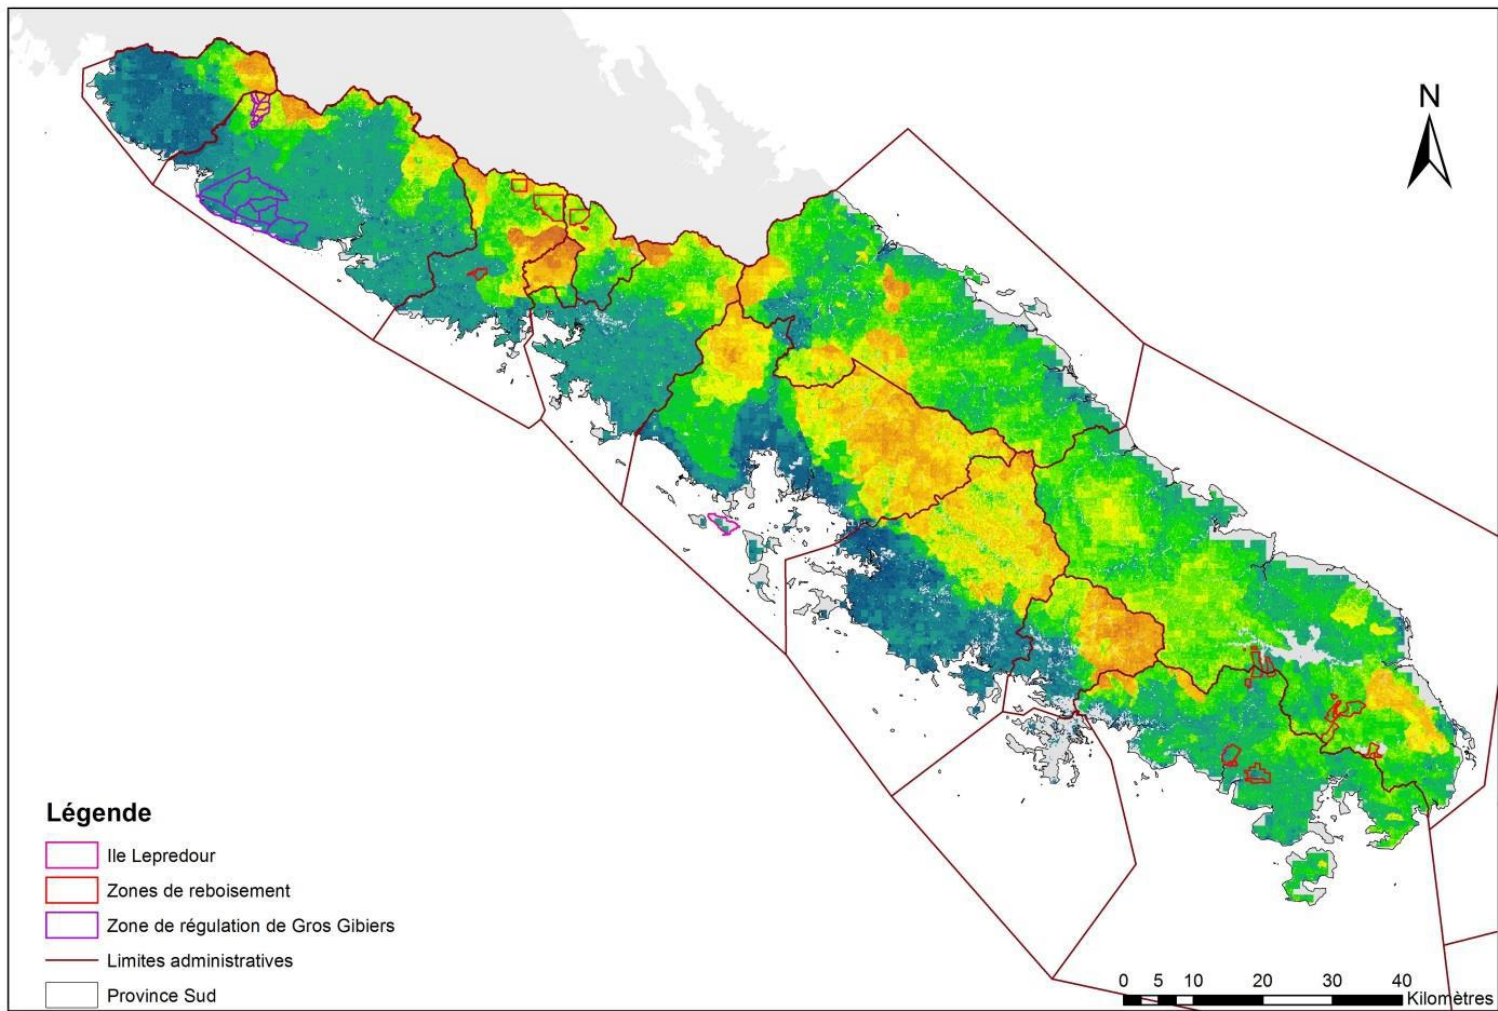 N
Légende
Ile Lepredour
Zones de reboisement
Zone de régulation de Gros Gibiers
Limites administratives
Province Sud
0 5 10 20 30 40
Kilomètres